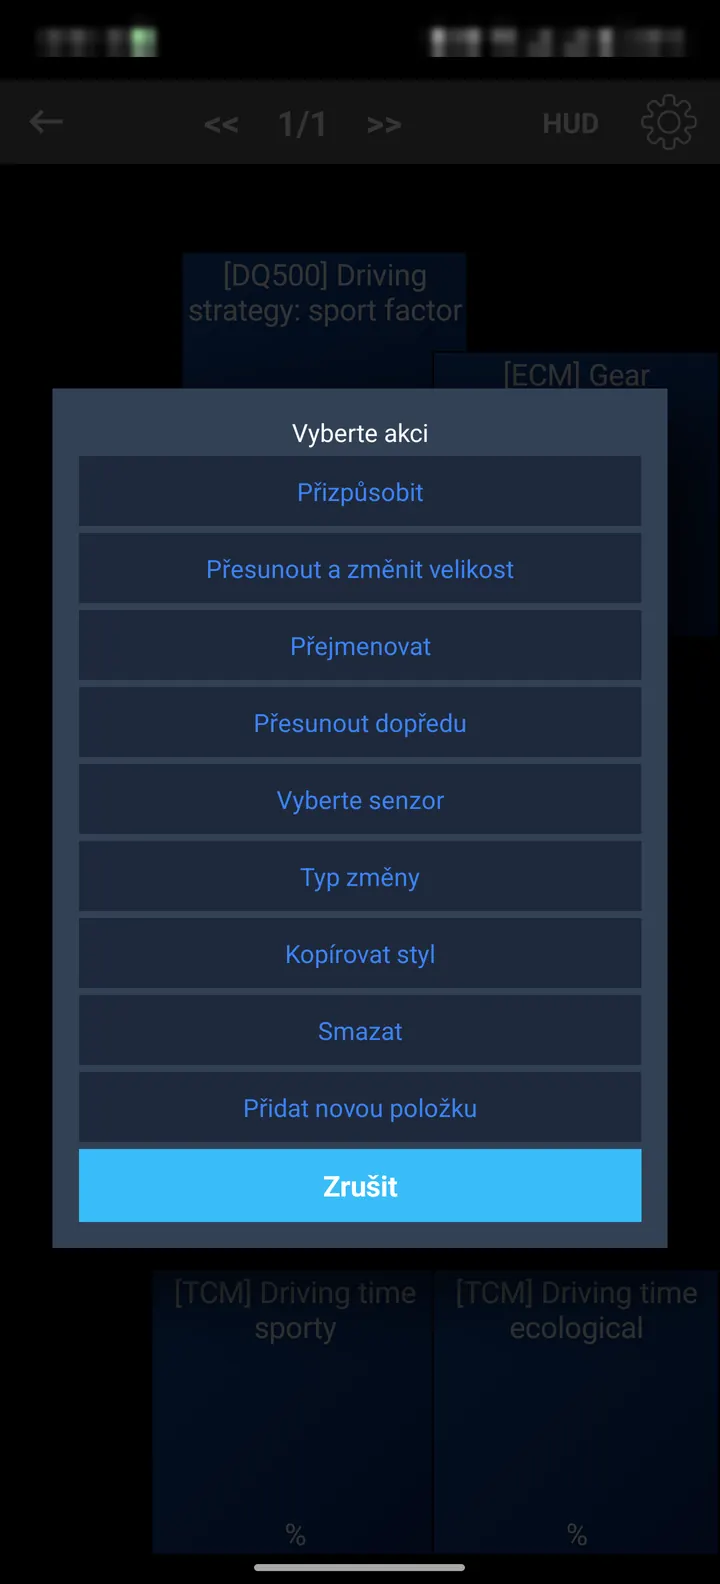 << 1/1 >> HUD
[DQ500] Driving
strategy: sport factor
[ECM] Gear
Vyberte akci
Přizpůsobit
Přesunout a změnit velikost
Přejmenovat
Přesunout dopředu
Vyberte senzor
Typ změny
Kopírovat styl
Smazat
Přidat novou položku
Zrušit
[TCM] Driving time
sporty
%
[TCM] Driving time
ecological
%